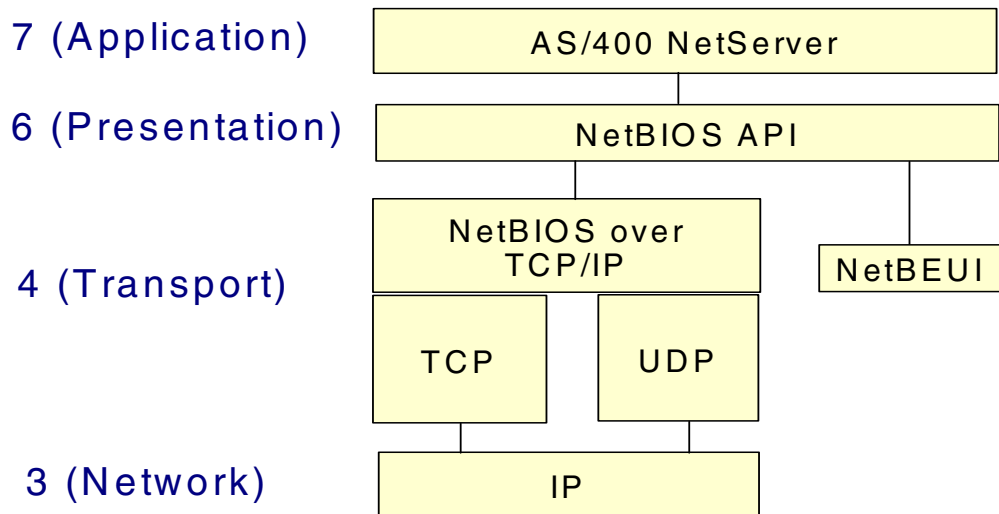 7 (Application)
AS/400 NetServer
6 (Presentation)
NetBIOS API
NetBIOS over
TCP/IP
4 (Transport)
NetBEUI
TCP
UDP
3 (Network)
IP